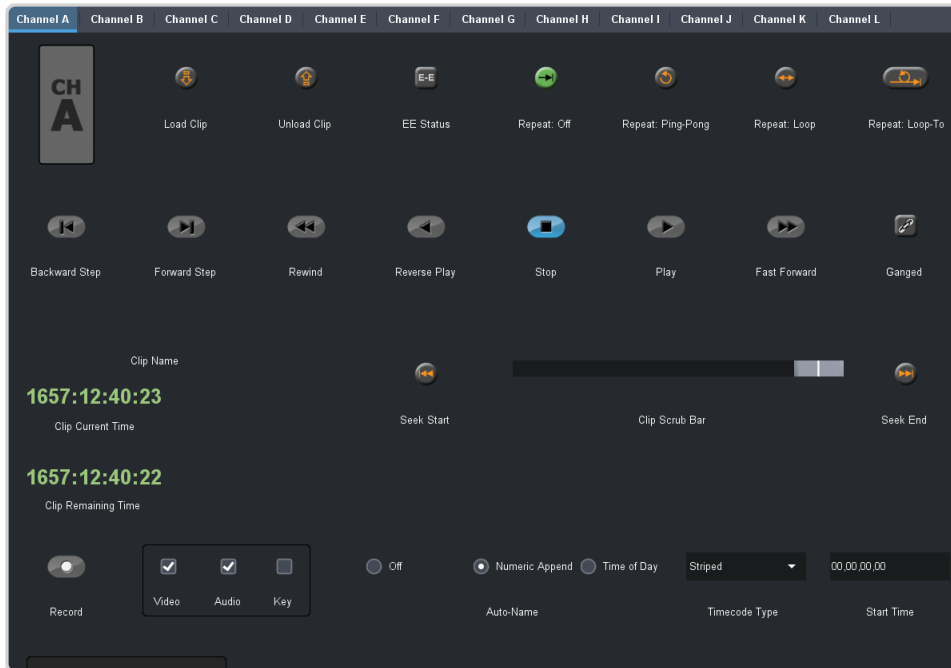 Channel A Channel B Channel C Channel D Channel E Channel F Channel G Channel H Channel I Channel J Channel K Channel L
CH
A
E-E
Load Clip Unload Clip EE Status Repeat: Off Repeat: Ping-Pong Repeat: Loop Repeat: Loop-To
Backward Step Forward Step Rewind Reverse Play Stop Play Fast Forward Ganged
Clip Name
1657:12:40:23
Clip Current Time Seek Start Clip Scrub Bar Seek End
1657:12:40:22
Clip Remaining Time
Off Numeric Append Time of Day Striped 00,00,00,00
Video Audio Key
Record Auto-Name Timecode Type Start Time